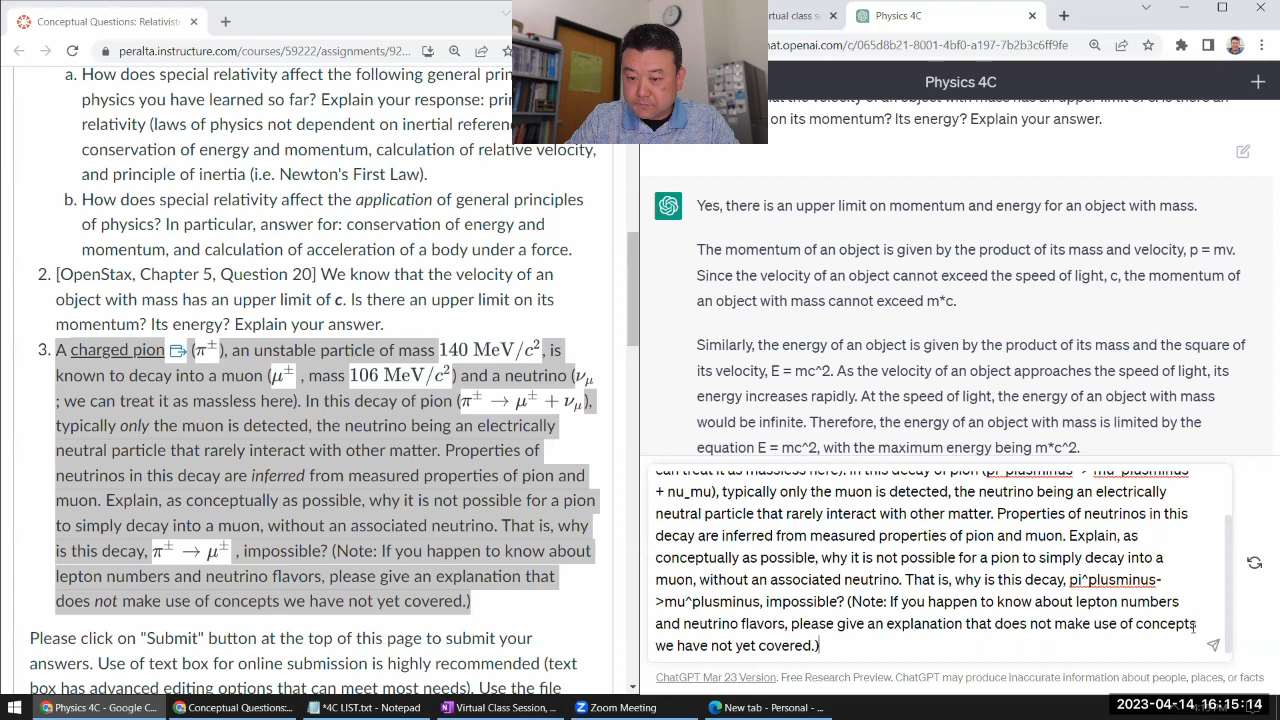 Conceptual Questions: Relativist
peralta.instructure.com/courses/59222/assignments/92...
a. How does special relativity affect the following general prin
physics you have learned so far? Explain your response: pri
relativity (laws of physics not dependent on inertial referen
conservation of energy and momentum, calculation of relative velocity,
and principle of inertia (i.e. Newton's First Law).
b. How does special relativity affect the application of general principles
of physics? In particular, answer for: conservation of energy and
momentum, and calculation of acceleration of a body under a force.
2. [OpenStax, Chapter 5, Question 20] We know that the velocity of an
object with mass has an upper limit of c. Is there an upper limit on its
momentum? Its energy? Explain your answer.
3. A charged pion (π±), an unstable particle of mass 140 MeV/c², is
known to decay into a muon (μ± , mass 106 MeV/c²) and a neutrino (νμ
; we can treat it as massless here). In this decay of pion (π± → μ± + νμ),
typically only the muon is detected, the neutrino being an electrically
neutral particle that rarely interact with other matter. Properties of
neutrinos in this decay are inferred from measured properties of pion and
muon. Explain, as conceptually as possible, why it is not possible for a pion
to simply decay into a muon, without an associated neutrino. That is, why
is this decay, π± → μ± , impossible? (Note: If you happen to know about
lepton numbers and neutrino flavors, please give an explanation that
does not make use of concepts we have not yet covered.)
Please click on "Submit" button at the top of this page to submit your
answers. Use of text box for online submission is highly recommended (text
box has advanced editing options that can meet most needs). Use the file
irtual class s
Physics 4C
hat.openai.com/c/065d8b21-8001-4bf0-a197-7b2b3c6ff9fe
Physics 4C
on its momentum? Its energy? Explain your answer.
Yes, there is an upper limit on momentum and energy for an object with mass.
The momentum of an object is given by the product of its mass and velocity, p = mv.
Since the velocity of an object cannot exceed the speed of light, c, the momentum of
an object with mass cannot exceed m*c.
Similarly, the energy of an object is given by the product of its mass and the square of
its velocity, E = mc^2. As the velocity of an object approaches the speed of light, its
energy increases rapidly. At the speed of light, the energy of an object with mass
would be infinite. Therefore, the energy of an object with mass is limited by the
equation E = mc^2, with the maximum energy being m*c^2.
can treat it as massless here). In this decay of pion (pi^plusminus -> mu^plusminus
+ nu_mu), typically only the muon is detected, the neutrino being an electrically
neutral particle that rarely interact with other matter. Properties of neutrinos in this
decay are inferred from measured properties of pion and muon. Explain, as
conceptually as possible, why it is not possible for a pion to simply decay into a
muon, without an associated neutrino. That is, why is this decay, pi^plusminus-
>mu^plusminus, impossible? (Note: If you happen to know about lepton numbers
and neutrino flavors, please give an explanation that does not make use of concepts
we have not yet covered.)
ChatGPT Mar 23 Version. Free Research Preview. ChatGPT may produce inaccurate information about people, places, or facts
Physics 4C - Google C...
Conceptual Questions:...
*4C LIST.txt - Notepad
Virtual Class Session, ...
Zoom Meeting
New tab - Personal - ...
2023-04-14 16:15:14